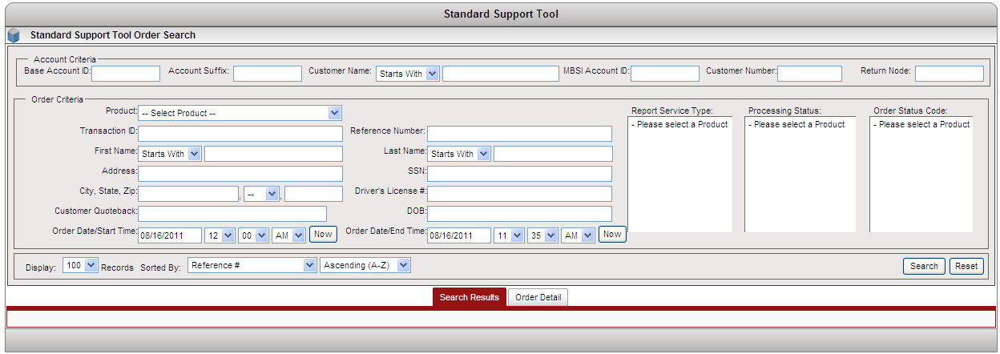 Standard Support Tool
Standard Support Tool Order Search
Account Criteria
Base Account ID: Account Suffix: Customer Name: Starts With MBSI Account ID: Customer Number: Return Node:
Order Criteria
Product: -- Select Product -- Report Service Type: Processing Status: Order Status Code:
- Please select a Product - Please select a Product - Please select a Product
Transaction ID: Reference Number:
First Name: Starts With Last Name: Starts With
Address: SSN:
City, State, Zip: , -- , Driver's License #:
Customer Quoteback: DOB:
Order Date/Start Time: 08/16/2011 12 00 AM Now Order Date/End Time: 08/16/2011 11 35 AM Now
Display: 100 Records Sorted By: Reference # Ascending (A-Z) Search Reset
Search Results Order Detail